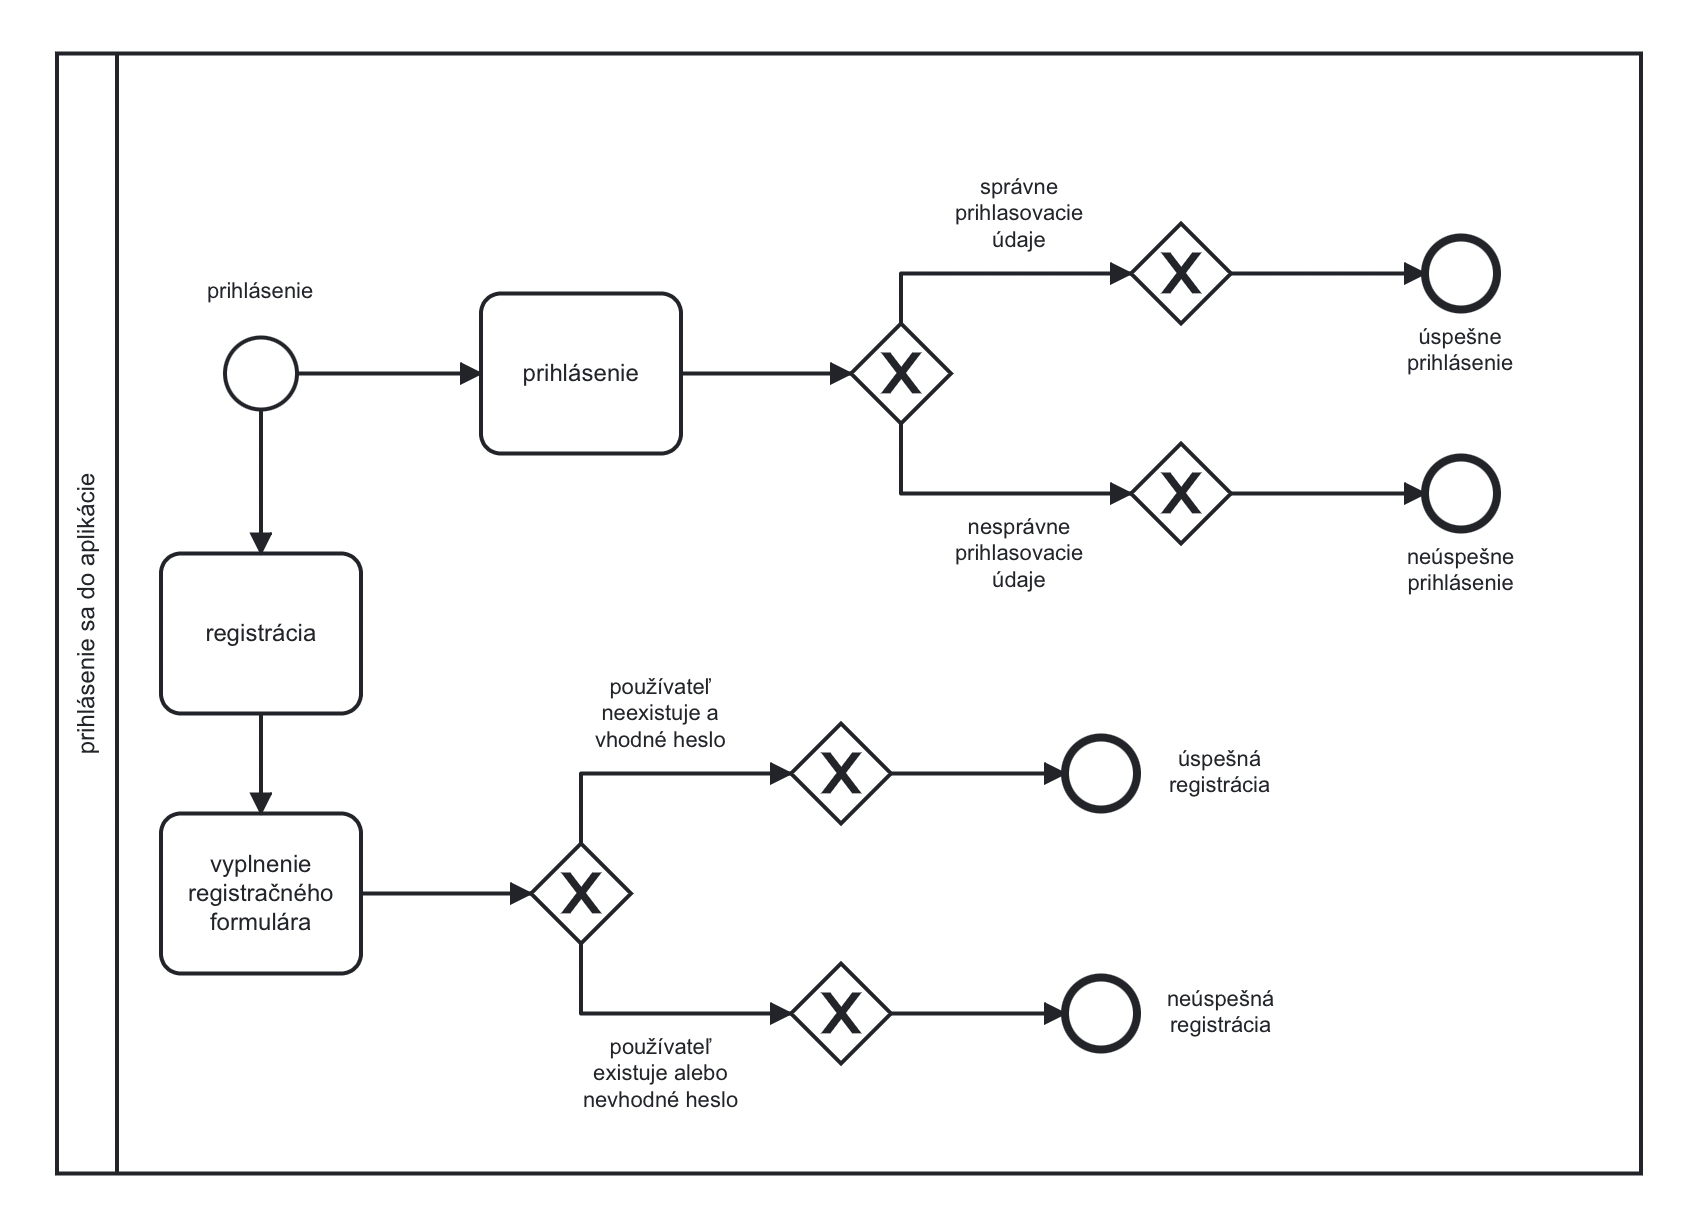 prihlásenie sa do aplikácie
prihlásenie
prihlásenie
správne
prihlasovacie
údaje
X
X
úspešne
prihlásenie
nesprávne
prihlasovacie
údaje
X
neúspešne
prihlásenie
registrácia
vyplnenie
registračného
formulára
X
používateľ
neexistuje a
vhodné heslo
X
úspešná
registrácia
používateľ
existuje alebo
nevhodné heslo
X
neúspešná
registrácia